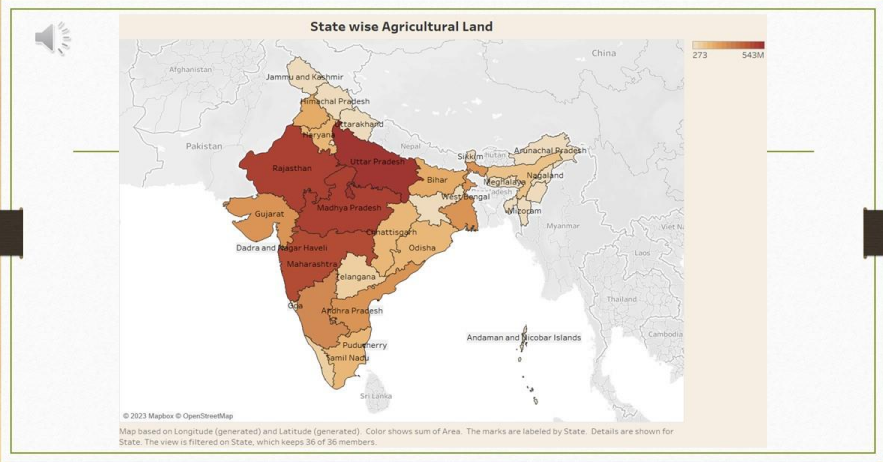 State wise Agricultural Land
273 543M
China
Afghanistan
Jammu and Kashmir
Himachal Pradesh
Uttarakhand
Pakistan
Haryana
Nepal
Sikkim Bhutan Arunachal Pradesh
Rajasthan
Uttar Pradesh
Bihar
Nagaland
Meghalaya
West Bengal
Madhya Pradesh
Mizoram
Gujarat
Myanmar
Chhattisgarh
Dadra and Nagar Haveli
Odisha
Laos
Maharashtra
Telangana
Thailand
Goa
Andhra Pradesh
Andaman and Nicobar Islands
Cambodia
Puducherry
Tamil Nadu
Sri Lanka
© 2023 Mapbox © OpenStreetMap
Map based on Longitude (generated) and Latitude (generated). Color shows sum of Area. The marks are labeled by State. Details are shown for
State. The view is filtered on State, which keeps 36 of 36 members.